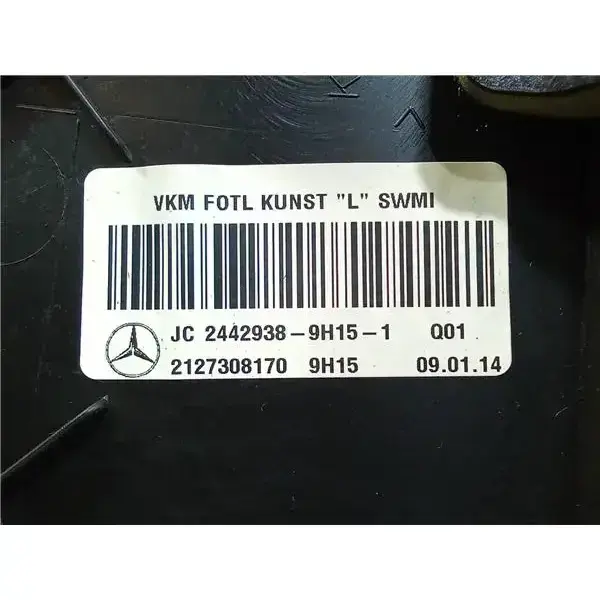 VKM FOTL KUNST "L" SWMI
JC 2442938-9H15-1 Q01
2127308170 9H15 09.01.14